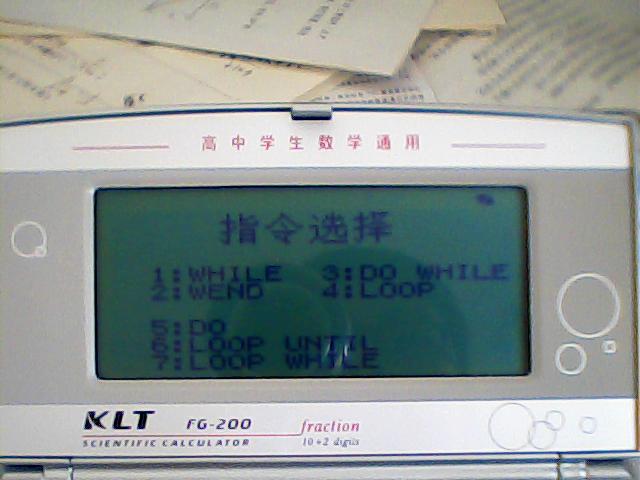 高中学生数学通用
指令选择
1:WHILE 3:DO WHILE
2:WEND 4:LOOP
5:DO
6:LOOP UNTIL
7:LOOP WHILE
KLT FG-200 fraction
SCIENTIFIC CALCULATOR 10+2 digits